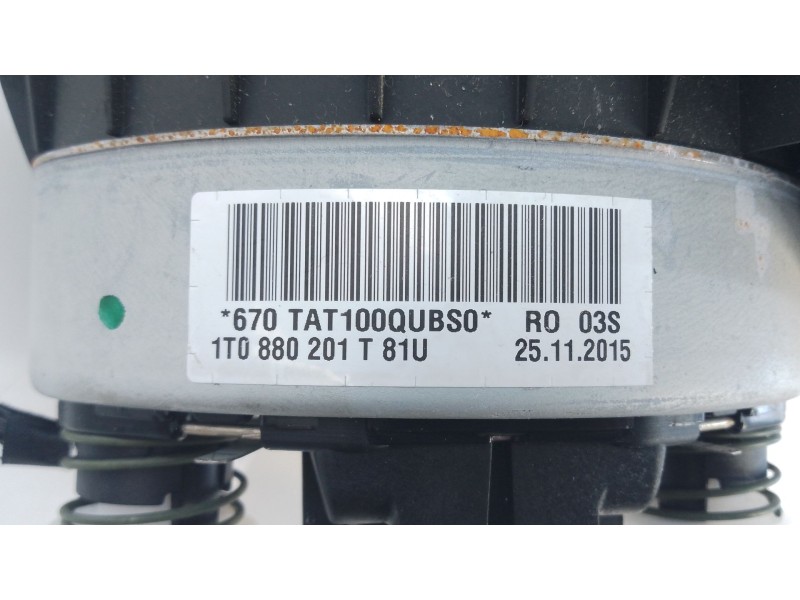 *670 TAT100QUBS0* RO 03S
1T0 880 201 T 81U 25.11.2015